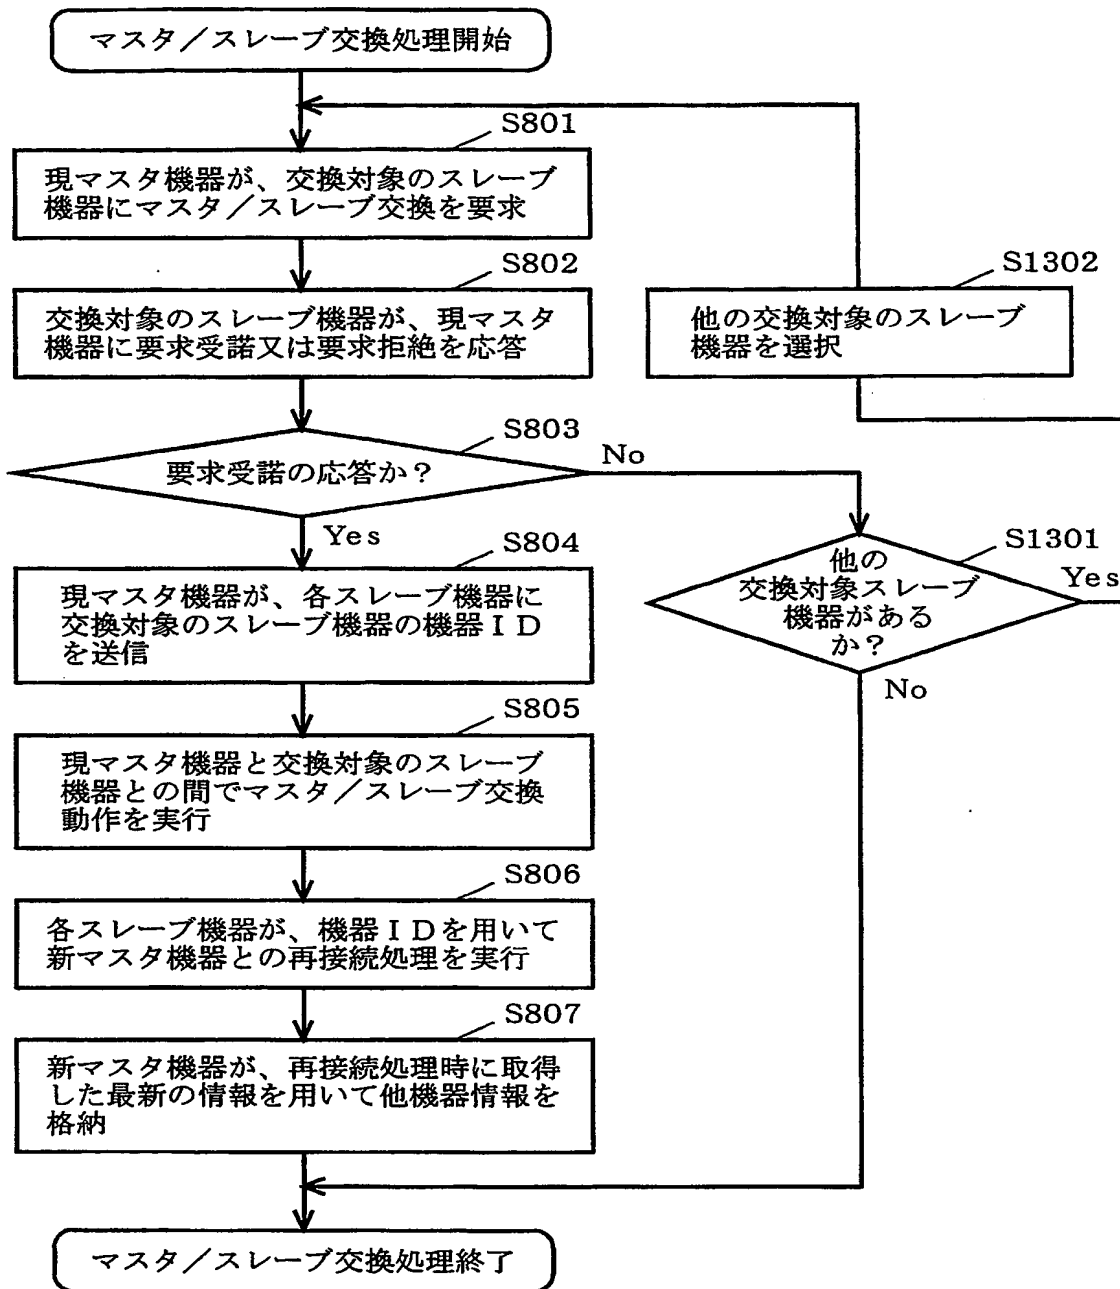 マスタ／スレーブ交換処理開始
S801
現マスタ機器が、交換対象のスレーブ
機器にマスタ／スレーブ交換を要求
S802
交換対象のスレーブ機器が、現マスタ
機器に要求受諾又は要求拒絶を応答
S1302
他の交換対象のスレーブ
機器を選択
S803
要求受諾の応答か？
No
Yes
S1301
他の
交換対象スレーブ
機器がある
か？
Yes
No
S804
現マスタ機器が、各スレーブ機器に
交換対象のスレーブ機器の機器ＩＤ
を送信
S805
現マスタ機器と交換対象のスレーブ
機器との間でマスタ／スレーブ交換
動作を実行
S806
各スレーブ機器が、機器ＩＤを用いて
新マスタ機器との再接続処理を実行
S807
新マスタ機器が、再接続処理時に取得
した最新の情報を用いて他機器情報を
格納
マスタ／スレーブ交換処理終了